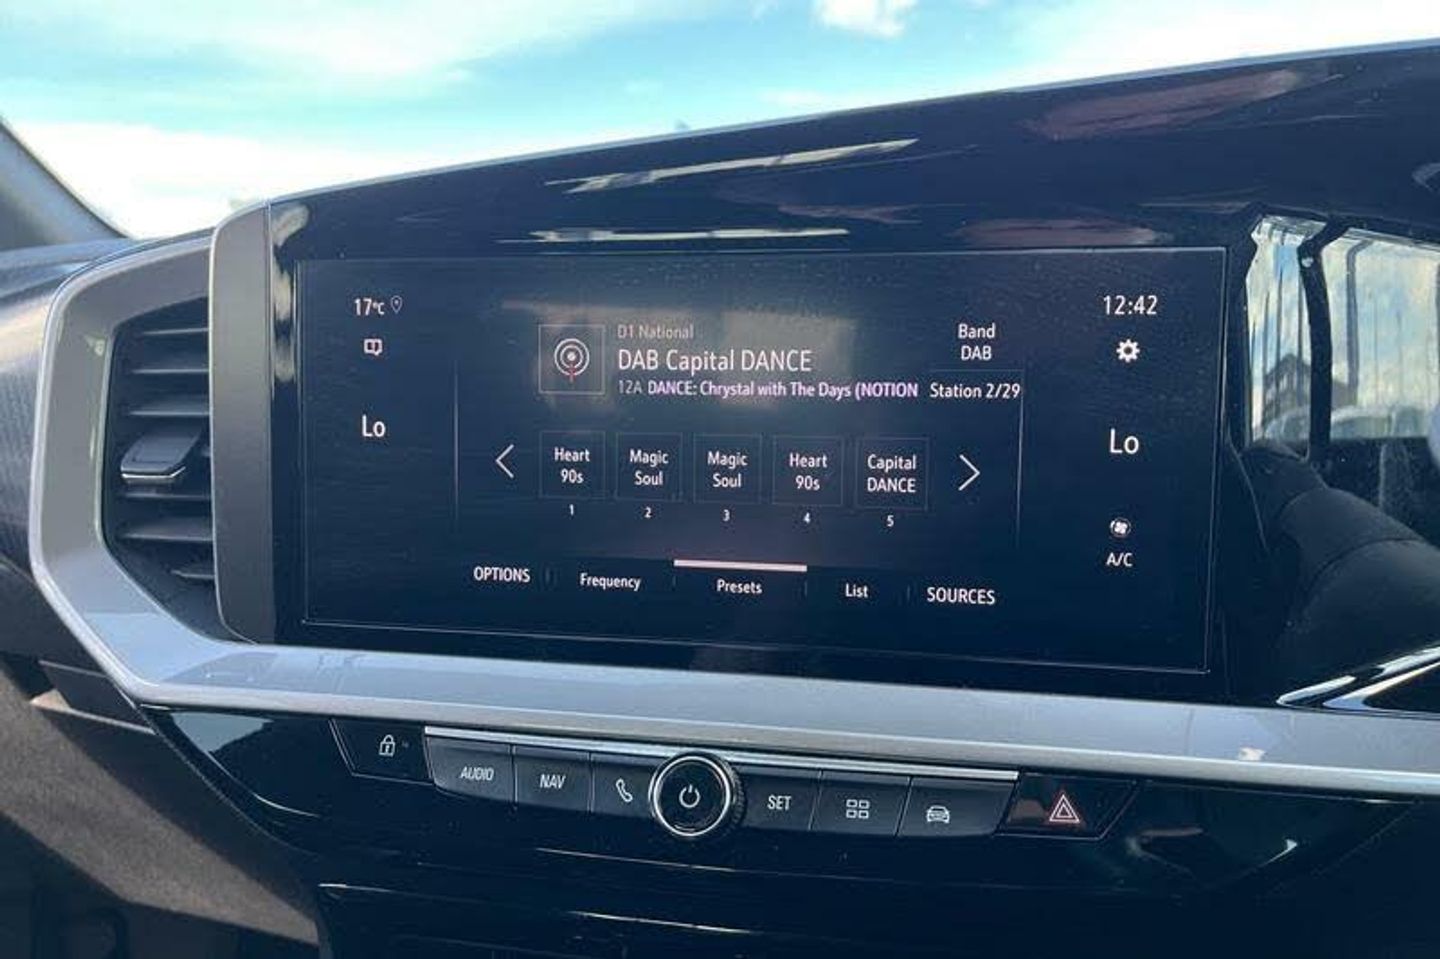 17°C
12:42
D1 National
DAB Capital DANCE
12A DANCE: Chrystal with The Days (NOTION
Band
DAB
Station 2/29
Lo
Lo
Heart
90s
1
Magic
Soul
2
Magic
Soul
3
Heart
90s
4
Capital
DANCE
5
A/C
OPTIONS
Frequency
Presets
List
SOURCES
AUDIO
NAV
SET